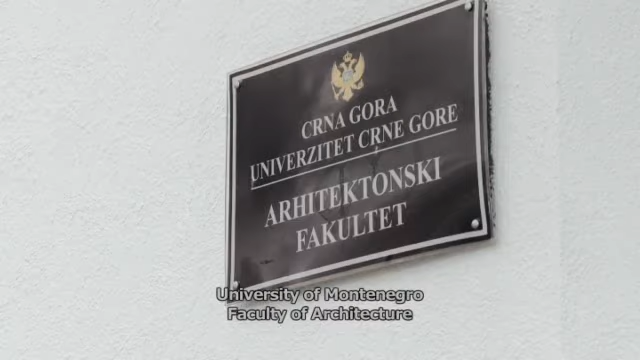 CRNA GORA
UNIVERZITET CRNE GORE
ARHITEKTONSKI
FAKULTET
University of Montenegro
Faculty of Architecture